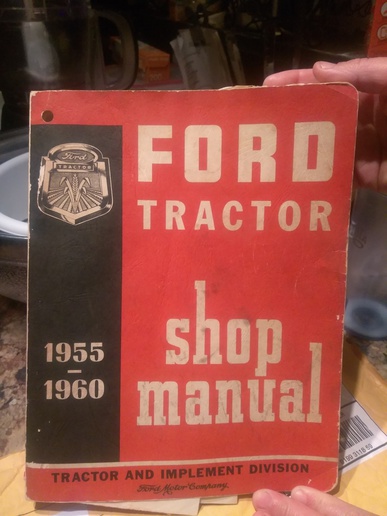 Ford
TRACTOR
FORD
TRACTOR
1955
–
1960
shop
manual
TRACTOR AND IMPLEMENT DIVISION
Ford Motor Company